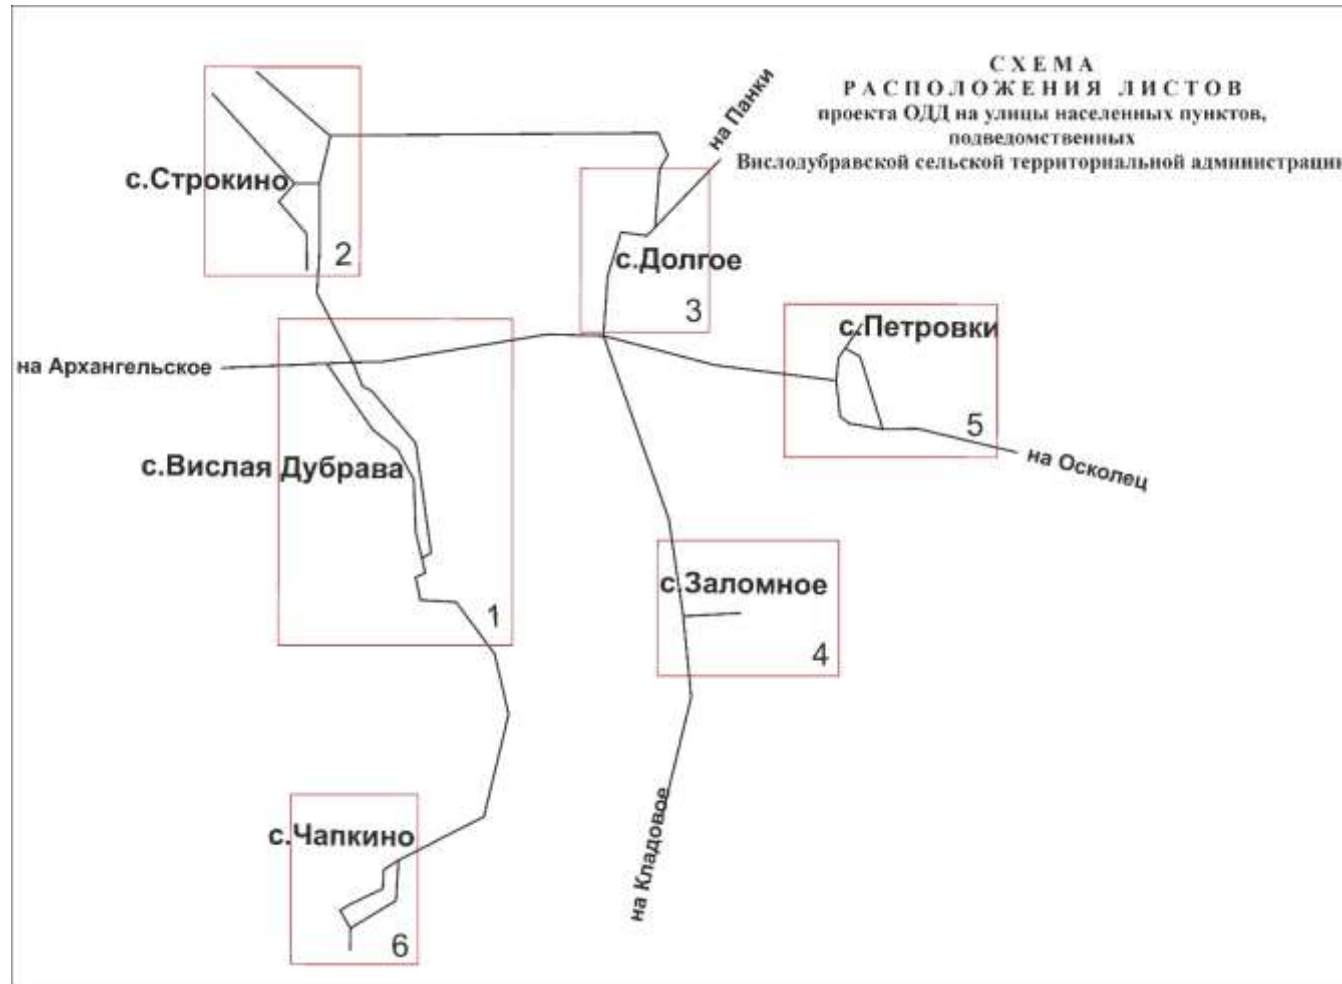 СХЕМА
РАСПОЛОЖЕНИЯ ЛИСТОВ
проекта ОДД на улицы населенных пунктов,
подведомственных
Вислодубравской сельской территориальной администрации
на Панки
с.Строкино
2
с.Долгое
3
с.Петровки
5
на Архангельское
на Осколец
с.Вислая Дубрава
1
с.Заломное
4
на Кладовое
с.Чапкино
6